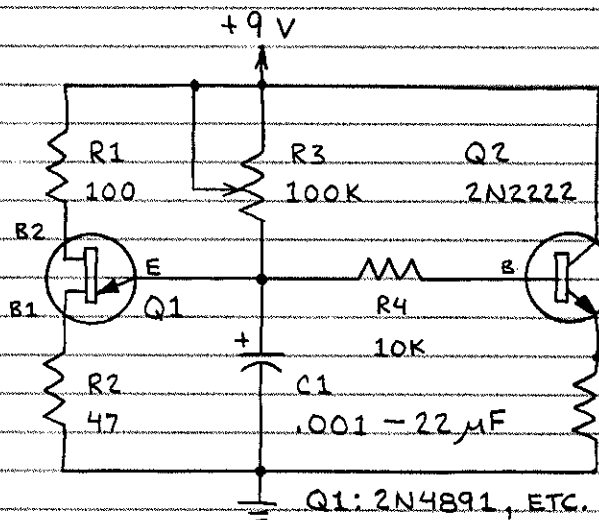 +9 V
R1
100
R3
100K
Q2
2N2222
B2
E
Q1
B1
B
R4
10K
+
R2
47
C1
.001 - 22 µF
Q1: 2N4891, ETC.